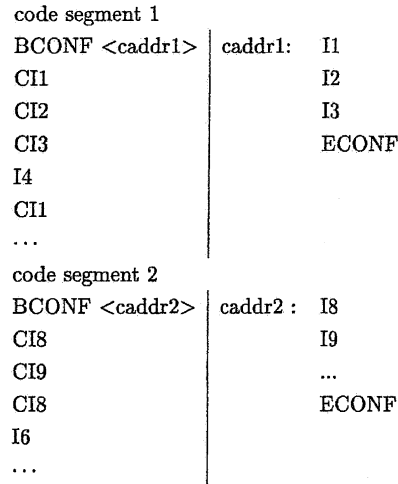 code segment 1
BCONF <caddr1> caddr1: I1
CI1 I2
CI2 I3
CI3 ECONF
I4
CI1
...
code segment 2
BCONF <caddr2> caddr2 : I8
CI8 I9
CI9 ...
CI8 ECONF
I6
...